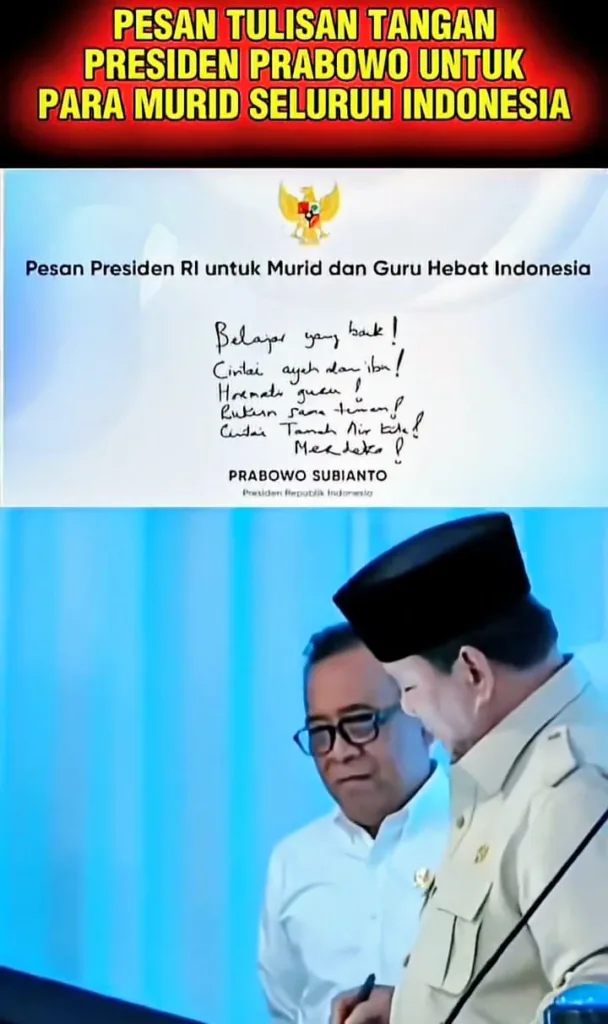 PESAN TULISAN TANGAN
PRESIDEN PRABOWO UNTUK
PARA MURID SELURUH INDONESIA
Pesan Presiden RI untuk Murid dan Guru Hebat Indonesia
Belajar yang baik!
Cintai ayah dan ibu!
Hormati guru!
Rukun sama teman!
Cintai Tanah Air kita!
Merdeka!
PRABOWO SUBIANTO
Presiden Republik Indonesia